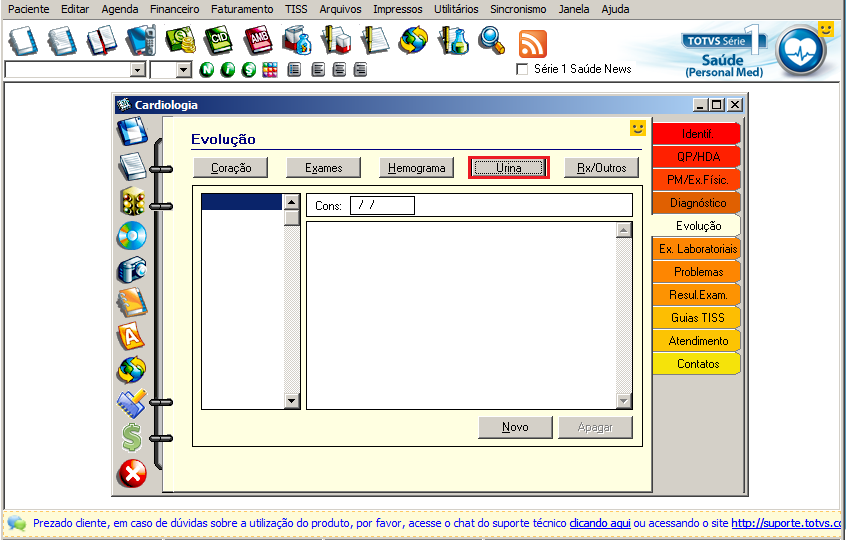 Paciente Editar Agenda Financeiro Faturamento TISS Arquivos Impressos Utilitários Sincronismo Janela Ajuda
CID AMB
N C S
Série 1 Saúde News
TOTVS Série 1
Saúde
(Personal Med)
Cardiologia
Evolução
Coração Exames Hemograma Urina Rx/Outros
Cons: / /
Novo Apagar
Identif.
QP/HDA
PM/Ex.Físic.
Diagnóstico
Evolução
Ex. Laboratoriais
Problemas
Resul.Exam.
Guias TISS
Atendimento
Contatos
Prezado cliente, em caso de dúvidas sobre a utilização do produto, por favor, acesse o chat do suporte técnico clicando aqui ou acessando o site http://suporte.totvs.co